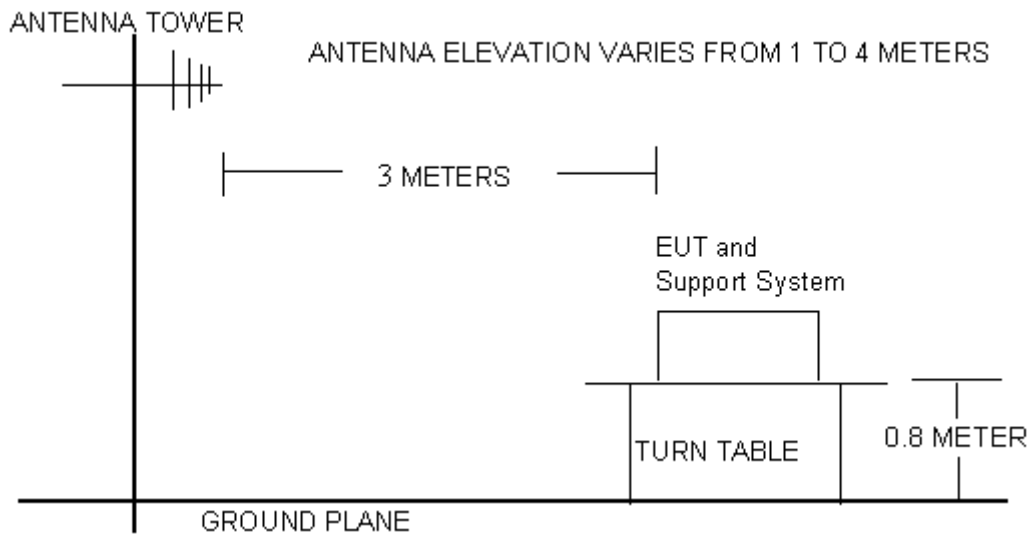 ANTENNA TOWER
ANTENNA ELEVATION VARIES FROM 1 TO 4 METERS
3 METERS
EUT and
Support System
TURN TABLE
0.8 METER
GROUND PLANE